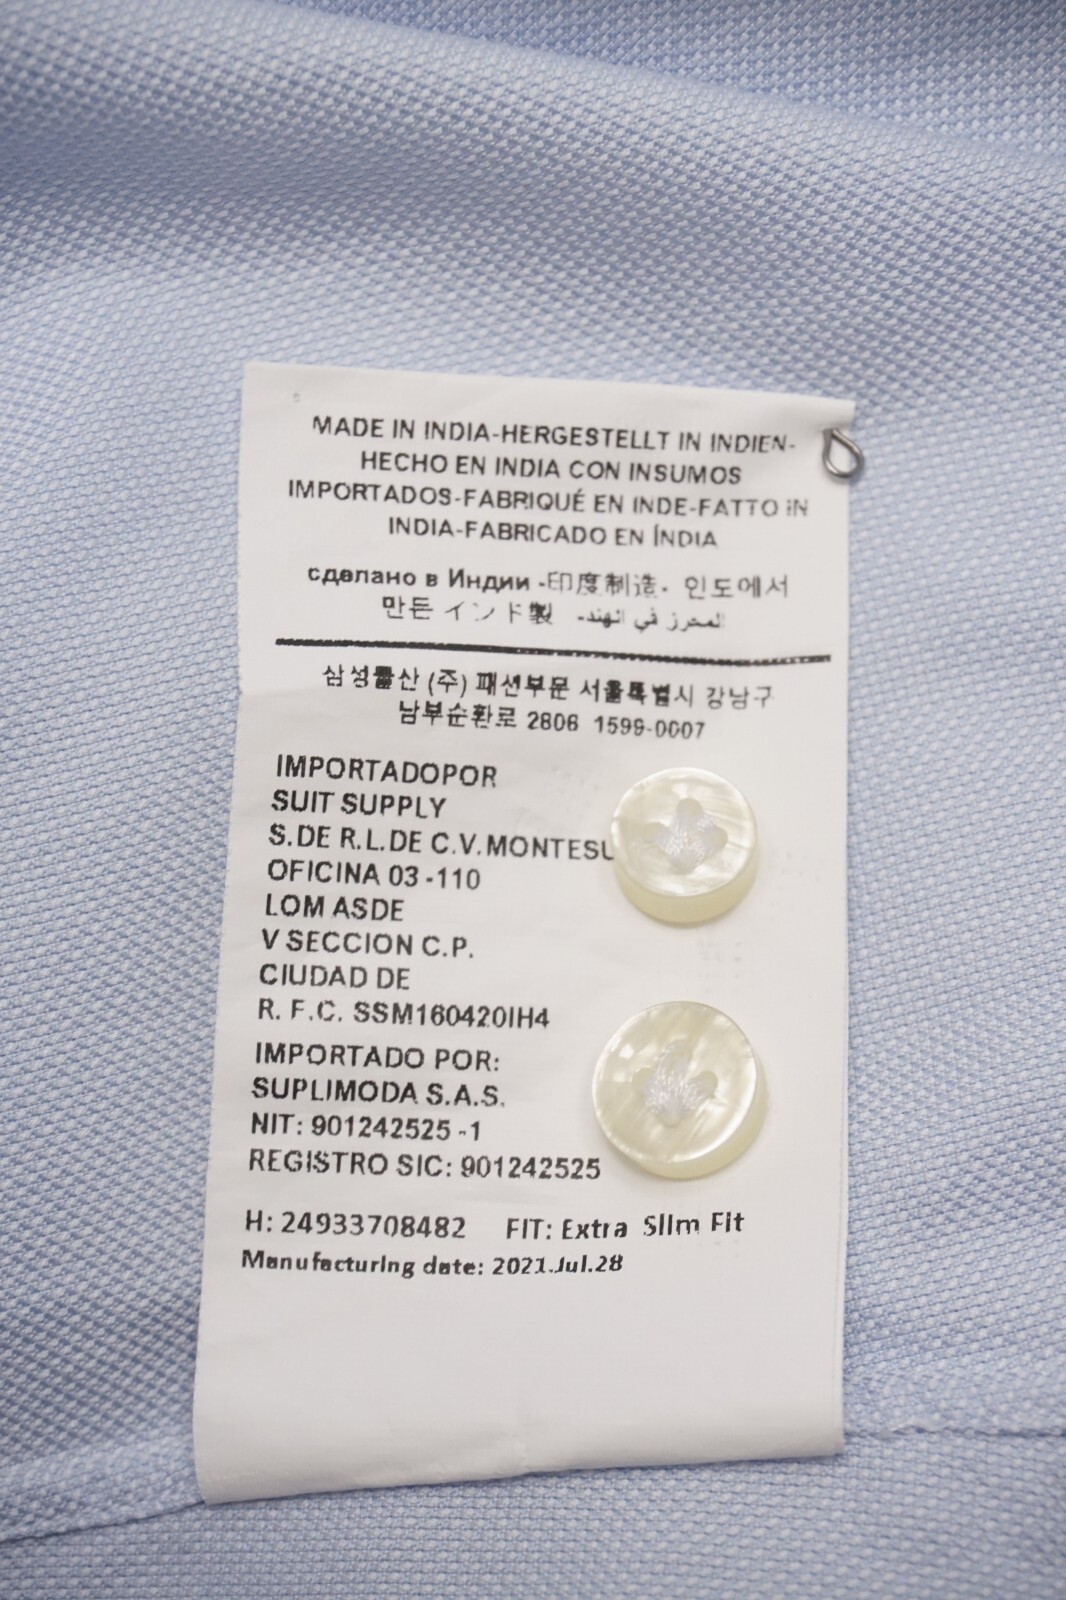 MADE IN INDIA-HERGESTELLT IN INDIEN-
HECHO EN INDIA CON INSUMOS
IMPORTADOS-FABRIQUÉ EN INDE-FATTO IN
INDIA-FABRICADO EN ÍNDIA
сделано в Индии -印度制造- 인도에서
만든 インド製 -المحرز في الهند
삼성물산 (주) 패션부문 서울특별시 강남구
남부순환로 2806 1599-0007
IMPORTADOPOR
SUIT SUPPLY
S.DE R.L.DE C.V.
OFICINA 03 -110
LOM ASDE
V SECCION C.P.
CIUDAD DE
R. F.C. SSM160420IH4
IMPORTADO POR:
SUPLIMODA S.A.S.
NIT: 901242525 -1
REGISTRO SIC: 901242525
H: 24933708482 FIT: Extra Slim Fit
Manufacturing date: 2021.Jul.28